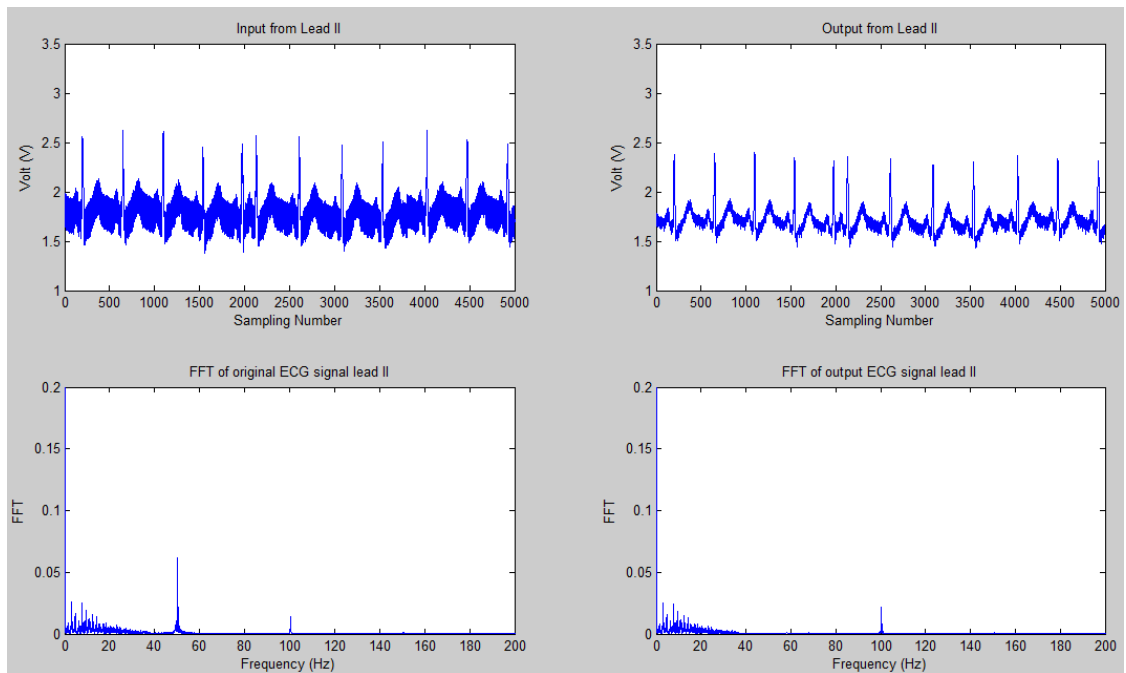 Input from Lead II
3.5
3
2.5
2
1.5
1
Volt (V)
0 500 1000 1500 2000 2500 3000 3500 4000 4500 5000
Sampling Number
Output from Lead II
3.5
3
2.5
2
1.5
1
Volt (V)
0 500 1000 1500 2000 2500 3000 3500 4000 4500 5000
Sampling Number
FFT of original ECG signal lead II
0.2
0.15
0.1
0.05
0
FFT
0 20 40 60 80 100 120 140 160 180 200
Frequency (Hz)
FFT of output ECG signal lead II
0.2
0.15
0.1
0.05
0
FFT
0 20 40 60 80 100 120 140 160 180 200
Frequency (Hz)